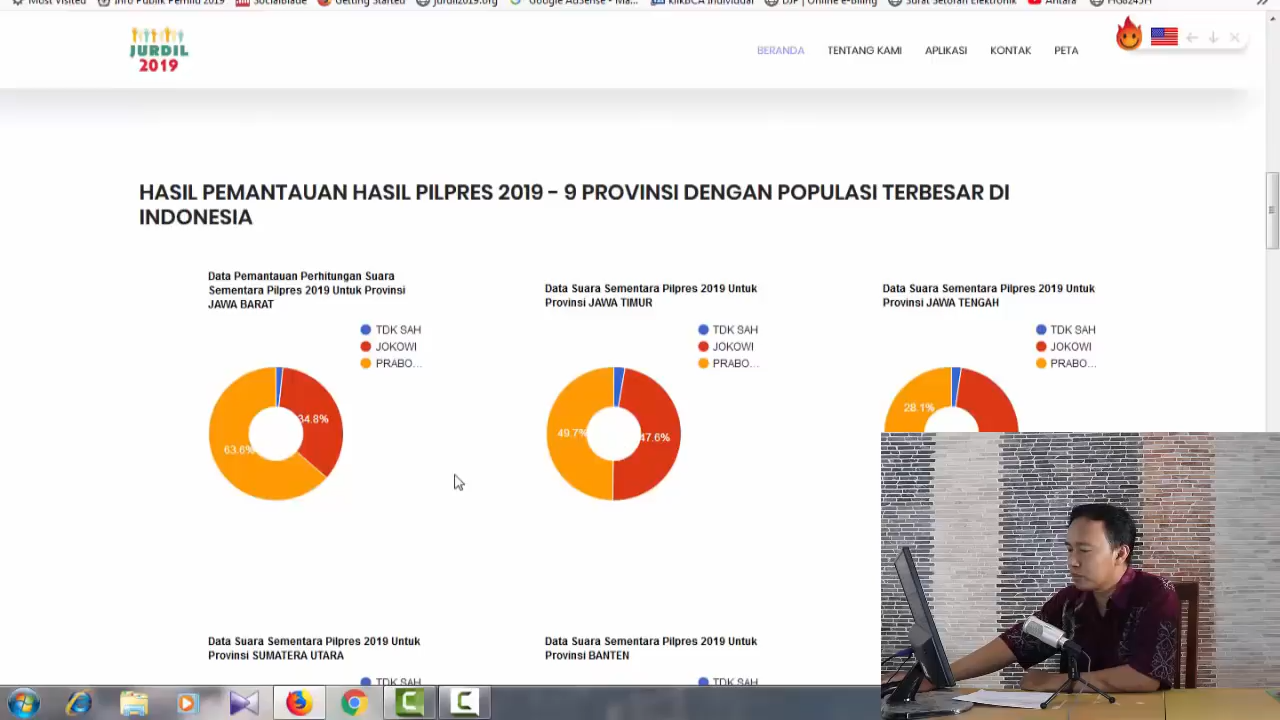 Most Visited
Info Publik Pemilu 2019
SocialBlade
Getting Started
jurdil2019.org
Google AdSense - Ma...
klikBCA Individual
DJP | Online e-Billing
Surat Setoran Elektronik
Antara
JURDIL
2019
BERANDA TENTANG KAMI APLIKASI KONTAK PETA
HASIL PEMANTAUAN HASIL PILPRES 2019 - 9 PROVINSI DENGAN POPULASI TERBESAR DI
INDONESIA
Data Pemantauan Perhitungan Suara
Sementara Pilpres 2019 Untuk Provinsi
JAWA BARAT
TDK SAH
JOKOWI
PRABO...
34.8%
63.6%
Data Suara Sementara Pilpres 2019 Untuk
Provinsi JAWA TIMUR
TDK SAH
JOKOWI
PRABO...
49.7%
47.6%
Data Suara Sementara Pilpres 2019 Untuk
Provinsi JAWA TENGAH
TDK SAH
JOKOWI
PRABO...
28.1%
Data Suara Sementara Pilpres 2019 Untuk
Provinsi SUMATERA UTARA
TDK SAH
Data Suara Sementara Pilpres 2019 Untuk
Provinsi BANTEN
TDK SAH